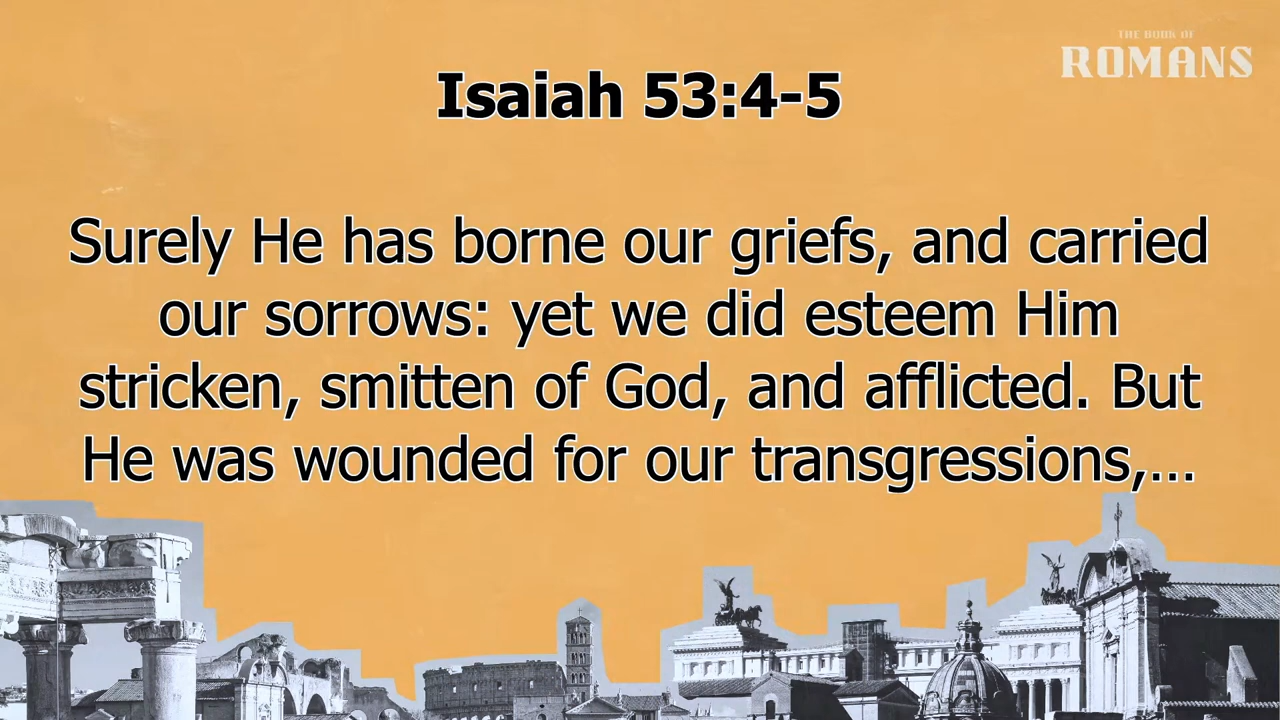 THE BOOK OF
ROMANS
Isaiah 53:4-5
Surely He has borne our griefs, and carried
our sorrows: yet we did esteem Him
stricken, smitten of God, and afflicted. But
He was wounded for our transgressions,...